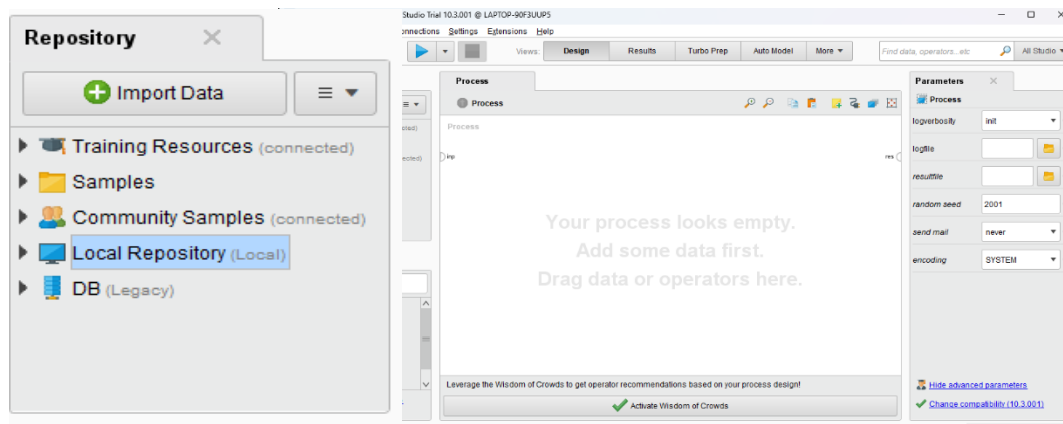 Repository
Import Data
Training Resources (connected)
Samples
Community Samples (connected)
Local Repository (Local)
DB (Legacy)
Studio Trial 10.3.001 @ LAPTOP-90F3UUP5
Settings Extensions Help
Views: Design Results Turbo Prep Auto Model More
Find data, operators...etc
All Studio
Process
Process
Process
inp
res
Your process looks empty.
Add some data first.
Drag data or operators here.
Leverage the Wisdom of Crowds to get operator recommendations based on your process design!
Activate Wisdom of Crowds
Parameters
Process
logverbosity init
logfile
resultfile
random seed 2001
send mail never
encoding SYSTEM
Hide advanced parameters
Change compatibility (10.3.001)